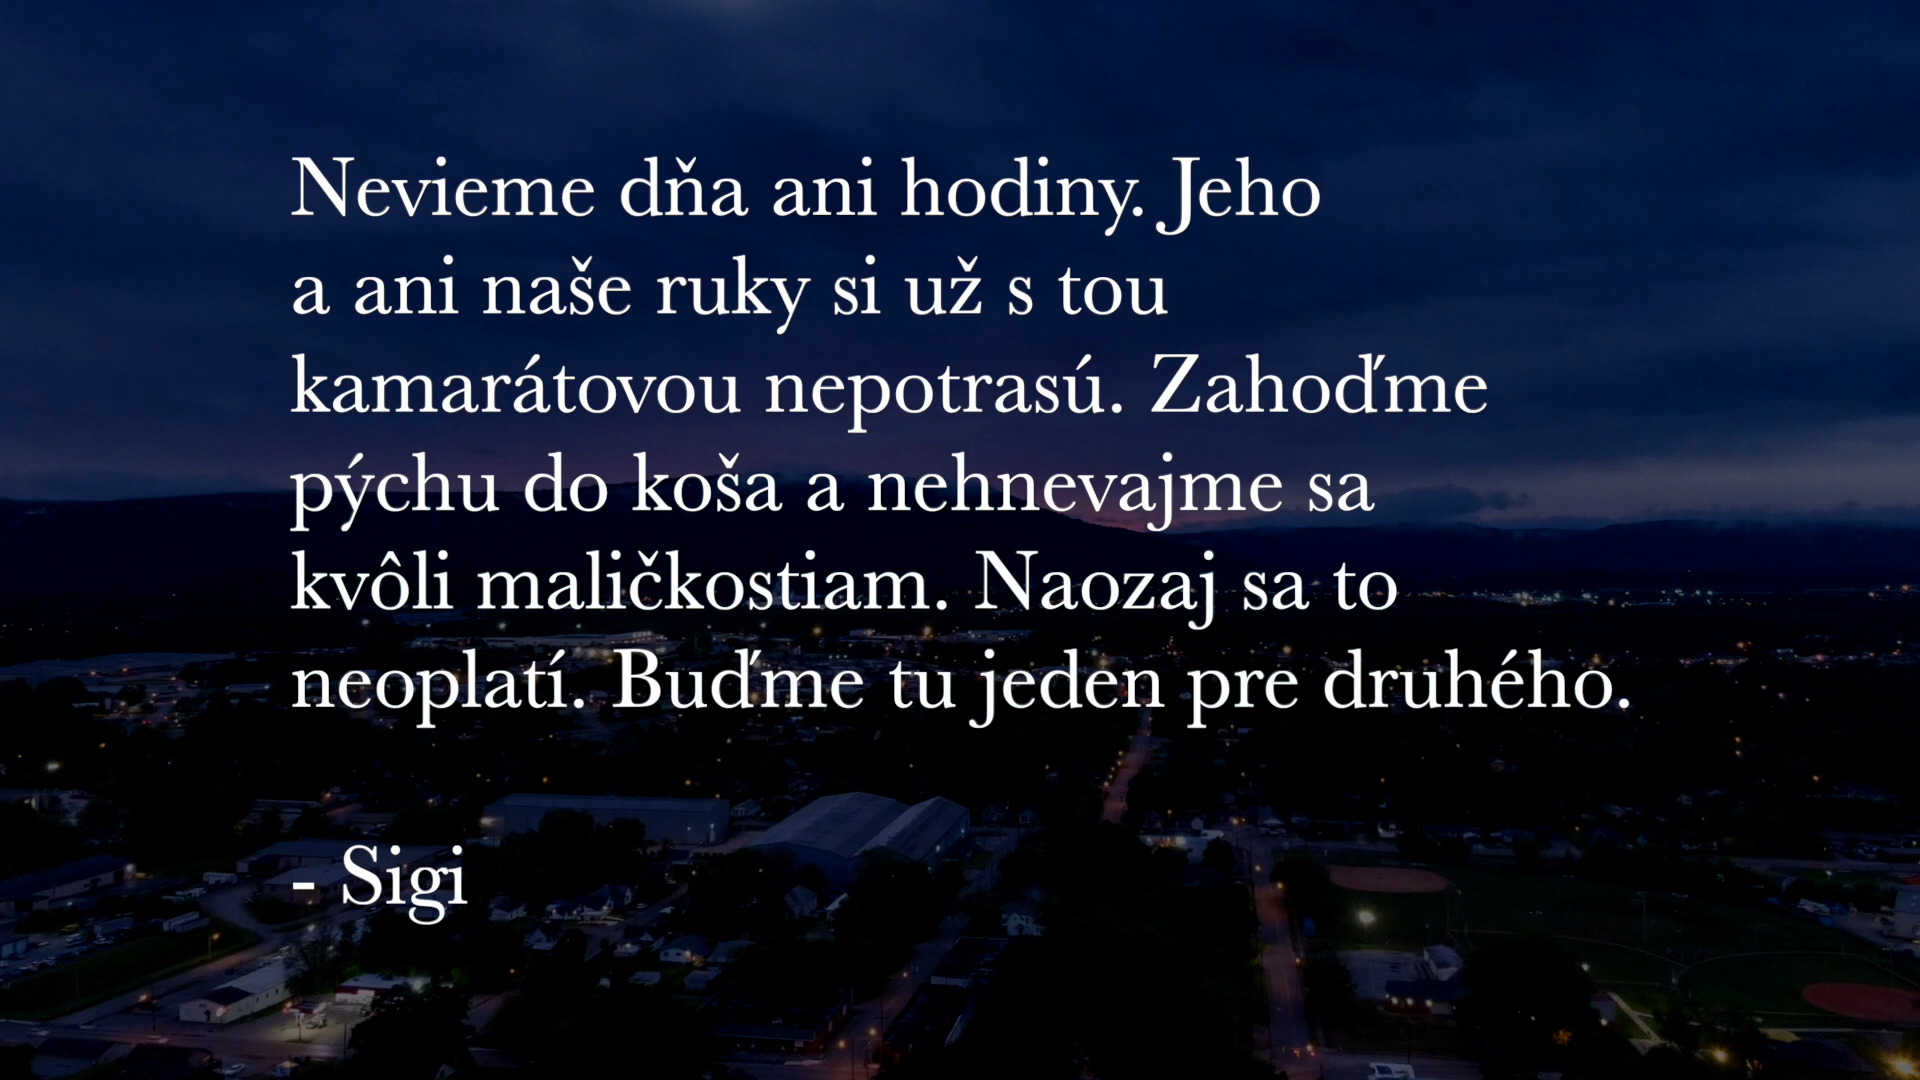 Nevieme dňa ani hodiny. Jeho
a ani naše ruky si už s tou
kamarátovou nepotrasú. Zahoďme
pýchu do koša a nehnevajme sa
kvôli maličkostiam. Naozaj sa to
neoplatí. Buďme tu jeden pre druhého.
- Sigi